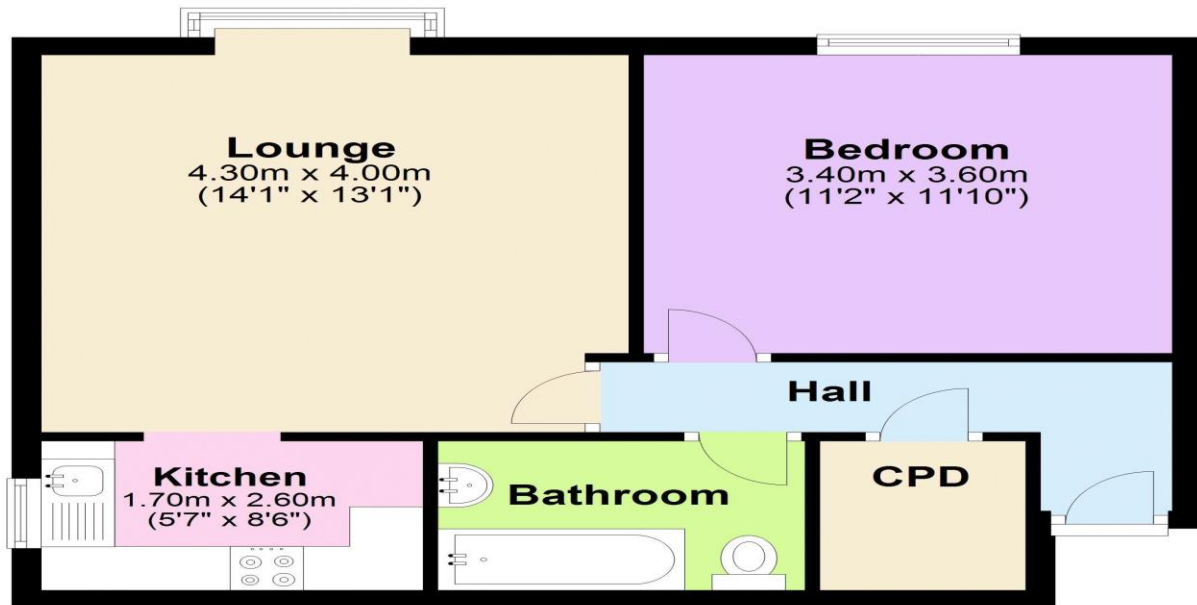 Lounge
4.30m x 4.00m
(14'1" x 13'1")
Bedroom
3.40m x 3.60m
(11'2" x 11'10")
Hall
Kitchen
1.70m x 2.60m
(5'7" x 8'6")
Bathroom
CPD